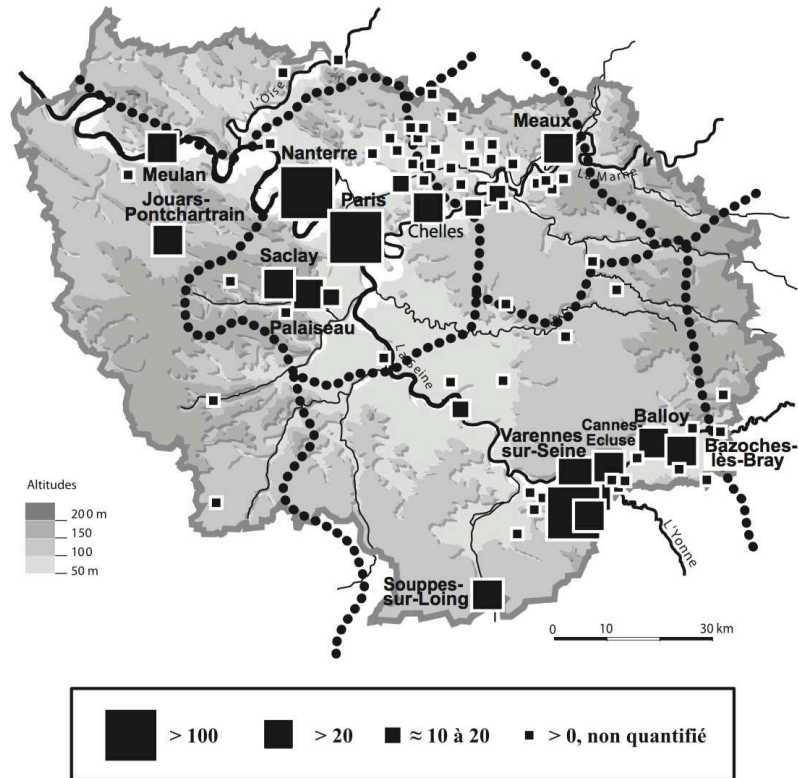 L'Oise
Meaux
Nanterre
Meulan
La Marne
Jouars-
Pontchartrain
Paris
Chelles
Saclay
Palaiseau
La Seine
Balloy
Cannes-
Ecluse
Varennes
sur-Seine
Bazoches-
lès-Bray
Altitudes
200 m
150
100
50 m
L'Yonne
Souppes-
sur-Loing
0 10 30 km
> 100 > 20 ≈ 10 à 20 > 0, non quantifié